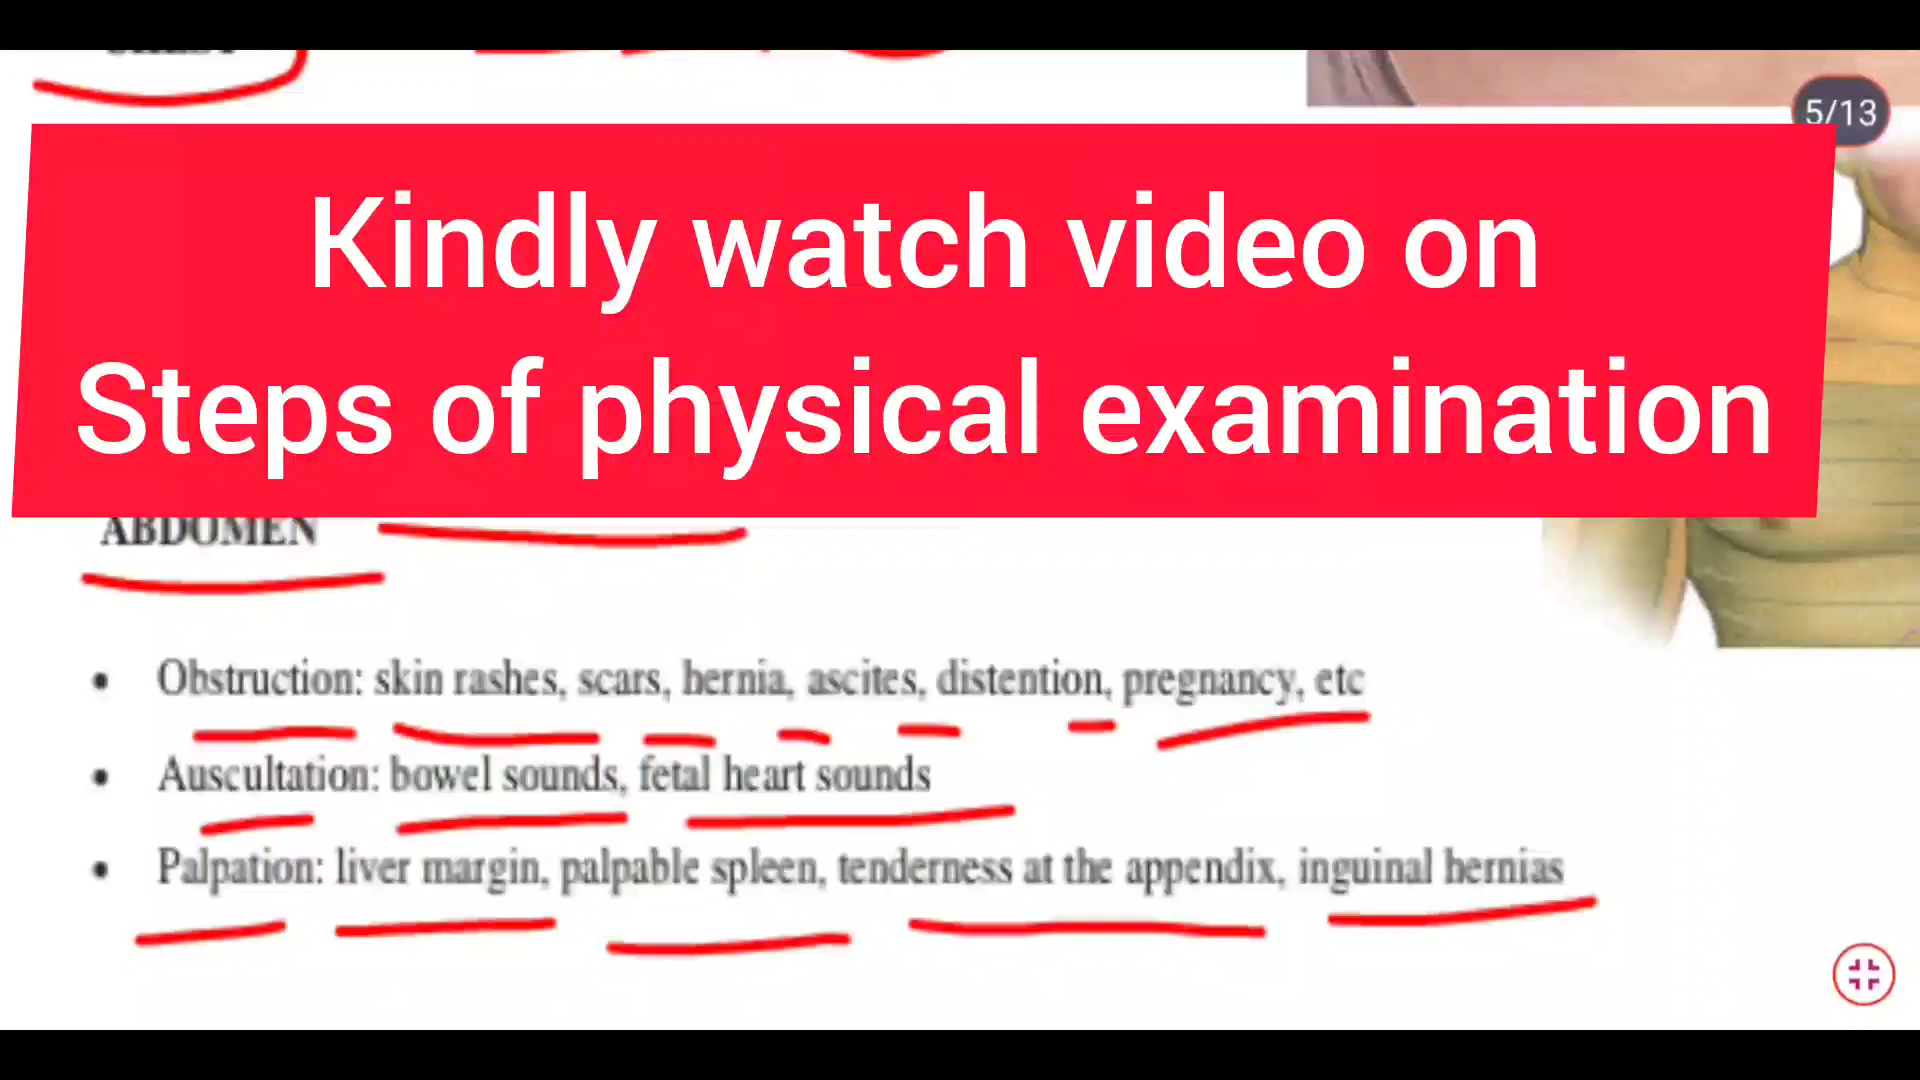 5/13
Kindly watch video on
Steps of physical examination
ABDOMEN
• Obstruction: skin rashes, scars, hernia, ascites, distention, pregnancy, etc
• Auscultation: bowel sounds, fetal heart sounds
• Palpation: liver margin, palpable spleen, tenderness at the appendix, inguinal hernias